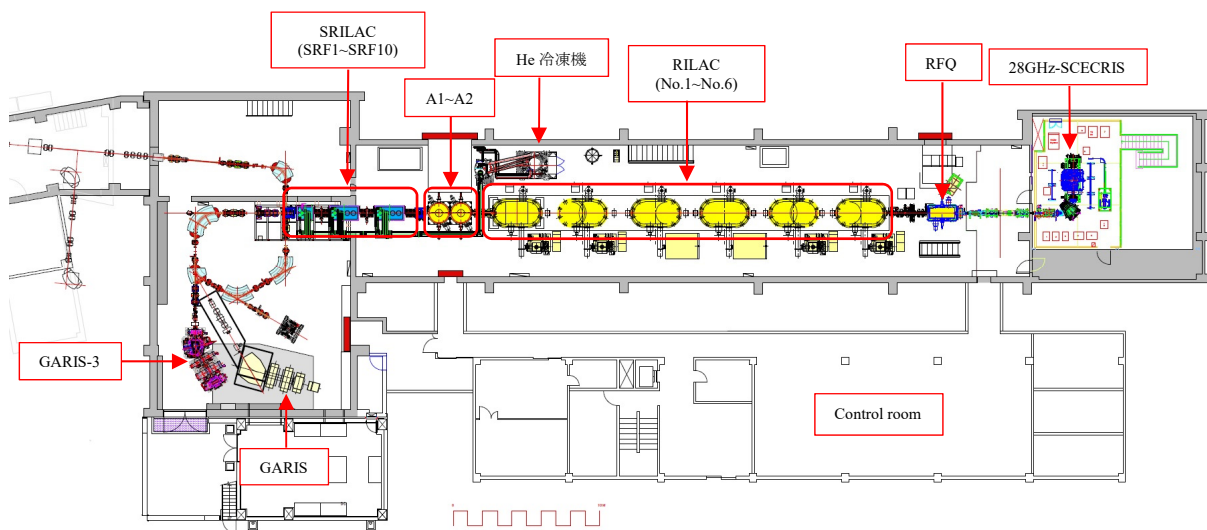 SRILAC
(SRF1~SRF10)
He 冷凍機
A1~A2
RILAC
(No.1~No.6)
RFQ
28GHz-SCECRIS
GARIS-3
GARIS
Control room